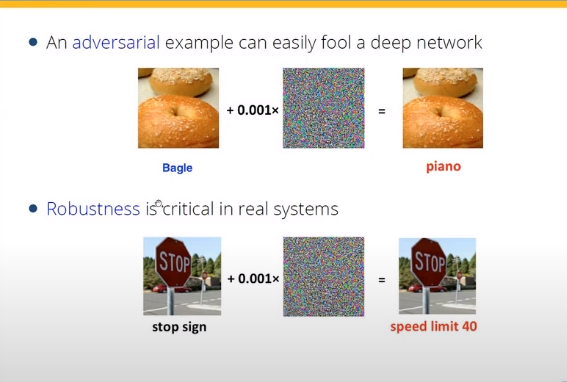 • An adversarial example can easily fool a deep network
+ 0.001× =
Bagle piano
• Robustness is critical in real systems
STOP + 0.001× = STOP
stop sign speed limit 40